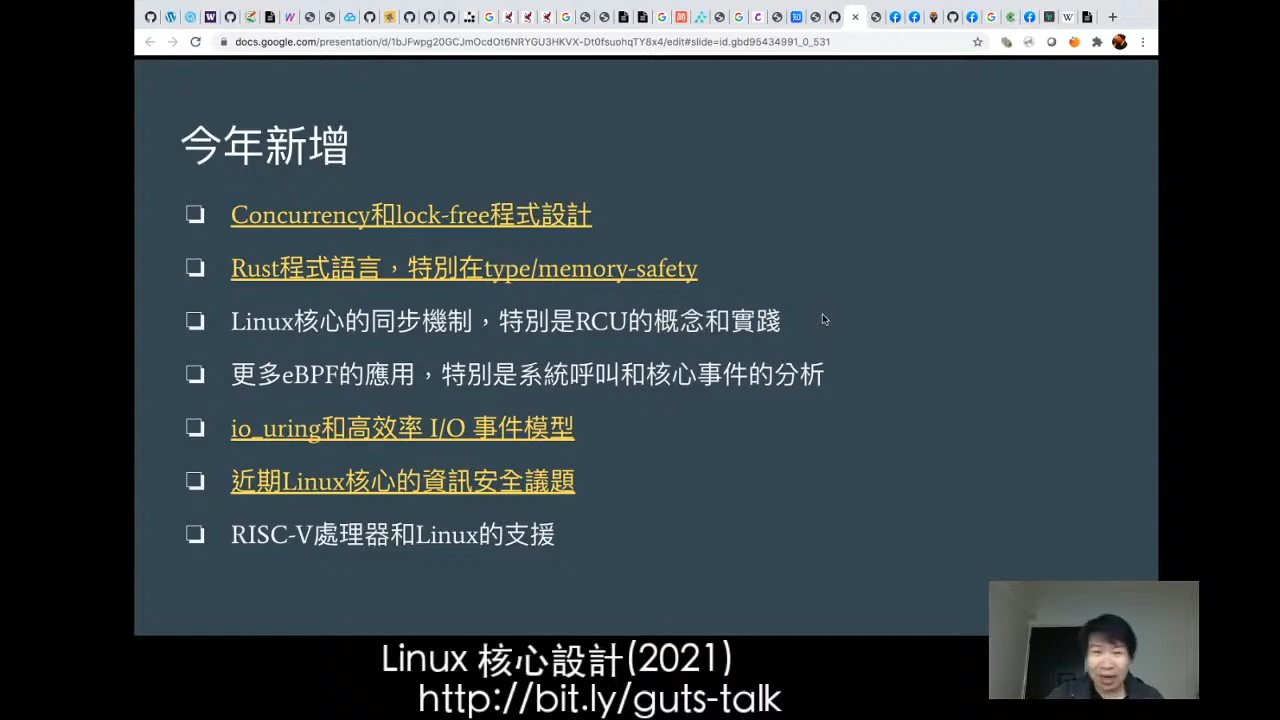 docs.google.com/presentation/d/1bJFwpg20GCJmOcdOt6NRYGU3HKVX-Dt0fsuohqTY8x4/edit#slide=id.gbd95434991_0_531
今年新增
Concurrency和lock-free程式設計
Rust程式語言，特別在type/memory-safety
Linux核心的同步機制，特別是RCU的概念和實踐
更多eBPF的應用，特別是系統呼叫和核心事件的分析
io_uring和高效率 I/O 事件模型
近期Linux核心的資訊安全議題
RISC-V處理器和Linux的支援
Linux 核心設計(2021)
http://bit.ly/guts-talk